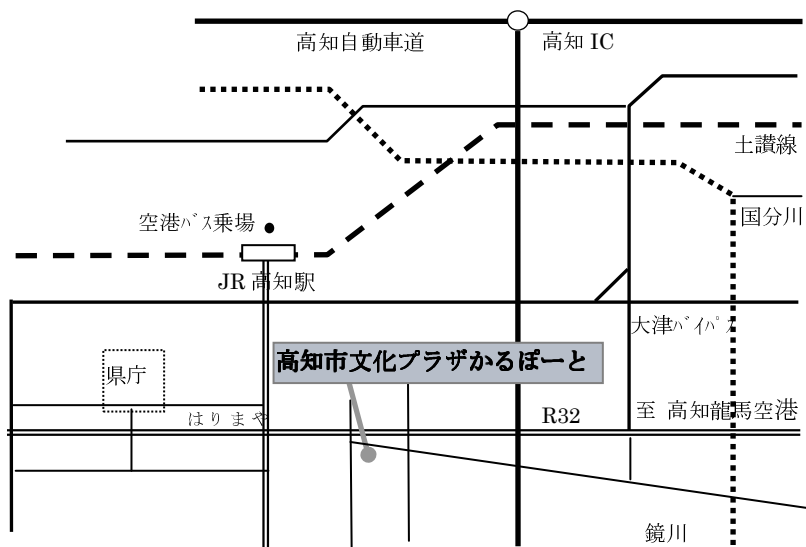 高知自動車道
高知 IC
土讃線
国分川
空港ﾊﾞｽ乗場
JR 高知駅
大津ﾊﾞｲﾊﾟｽ
高知市文化プラザかるぽーと
県庁
はりまや
R32
至 高知龍馬空港
鏡川